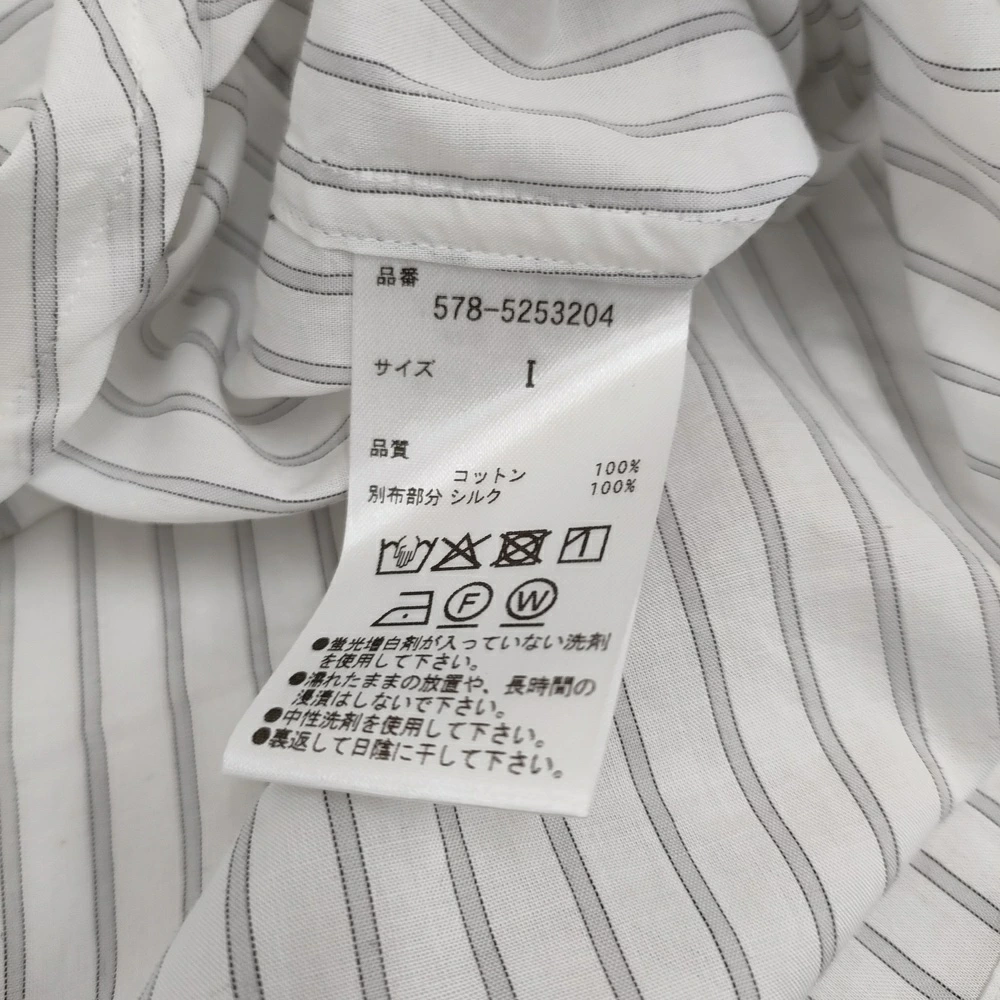 品番
578-5253204
サイズ I
品質
コットン 100%
別布部分 シルク 100%
F W
●蛍光増白剤が入っていない洗剤
を使用して下さい。
●濡れたままの放置や、長時間の
浸漬はしないで下さい。
●中性洗剤を使用して下さい。
●裏返して日陰に干して下さい。